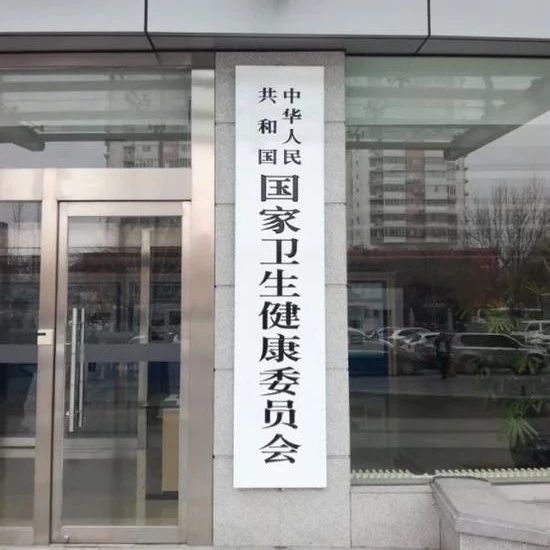 中华人民
共和国
国家卫生健康委员会